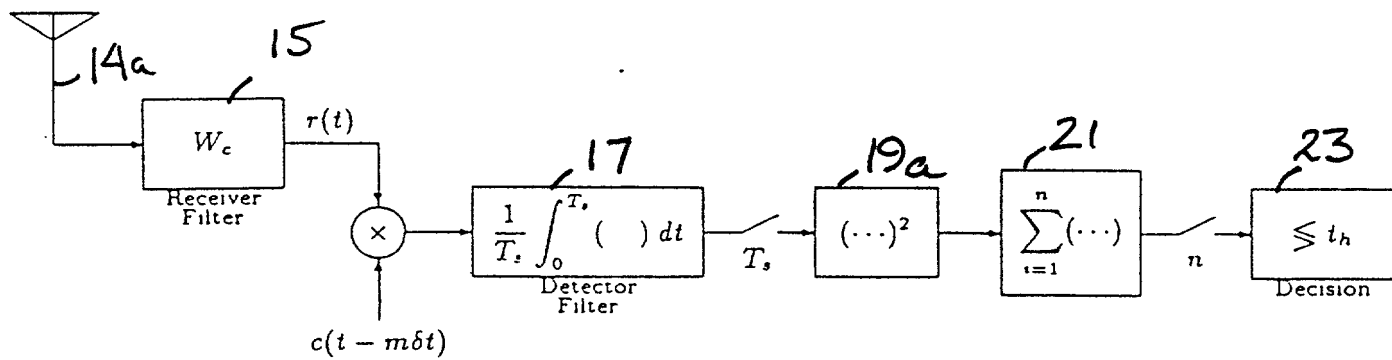 14a
15
W_c
Receiver
Filter
r(t)
×
c(t − mδt)
17
1/T_s ∫_0^{T_s} ( ) dt
Detector
Filter
T_s
19a
(⋯)²
21
∑_{i=1}^{n} (⋯)
n
23
≶ t_h
Decision